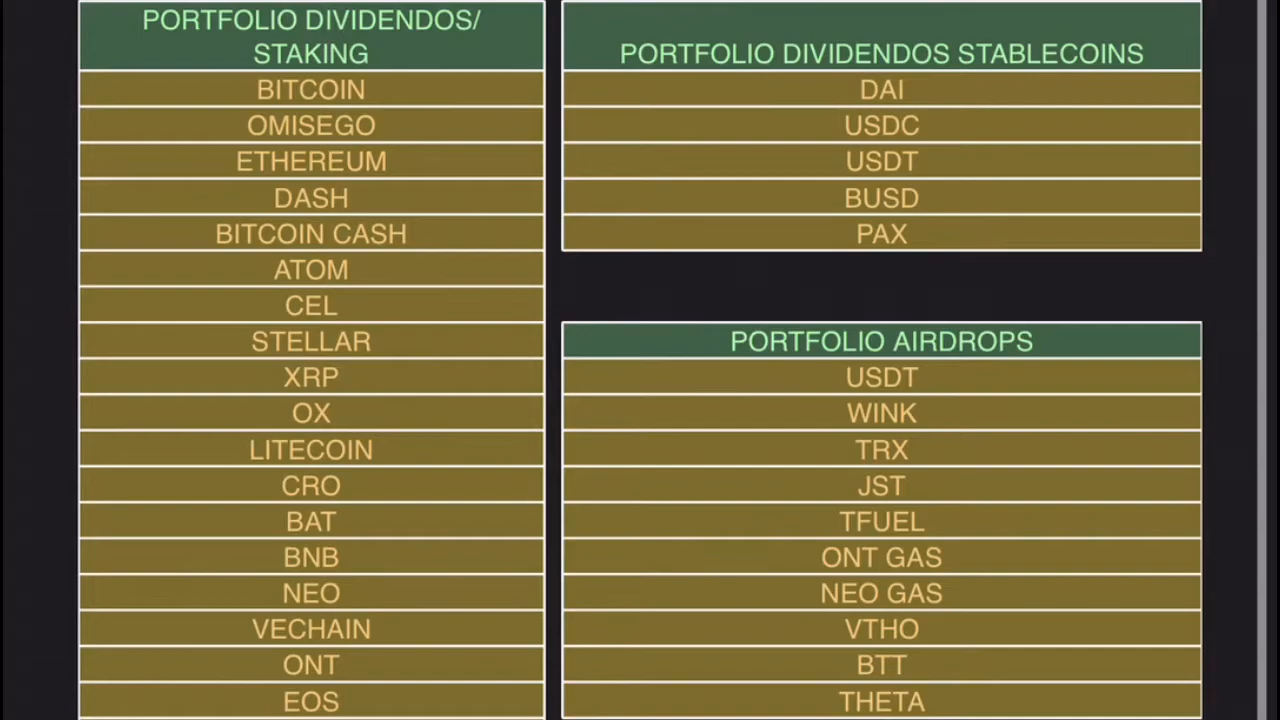 PORTFOLIO DIVIDENDOS/
STAKING
BITCOIN
OMISEGO
ETHEREUM
DASH
BITCOIN CASH
ATOM
CEL
STELLAR
XRP
OX
LITECOIN
CRO
BAT
BNB
NEO
VECHAIN
ONT
EOS
PORTFOLIO DIVIDENDOS STABLECOINS
DAI
USDC
USDT
BUSD
PAX
PORTFOLIO AIRDROPS
USDT
WINK
TRX
JST
TFUEL
ONT GAS
NEO GAS
VTHO
BTT
THETA